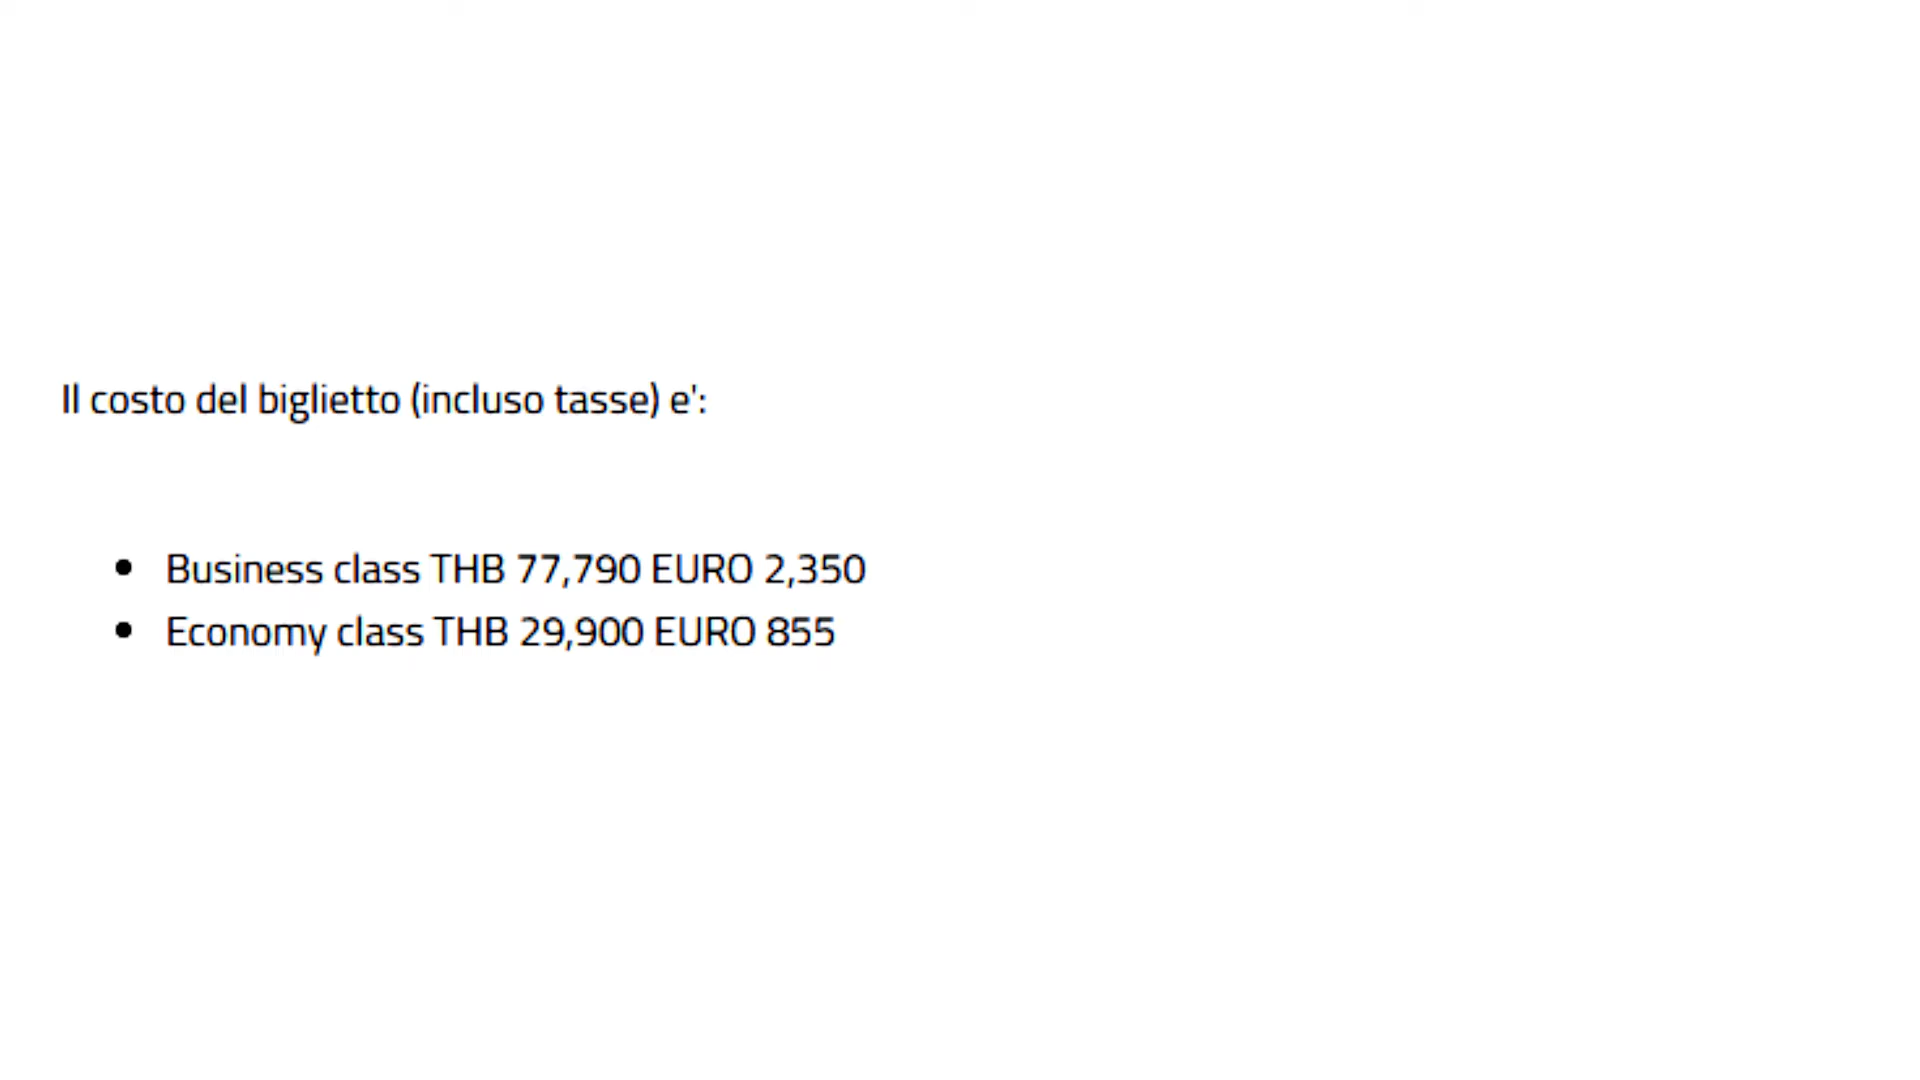 Il costo del biglietto (incluso tasse) e':
Business class THB 77,790 EURO 2,350
Economy class THB 29,900 EURO 855